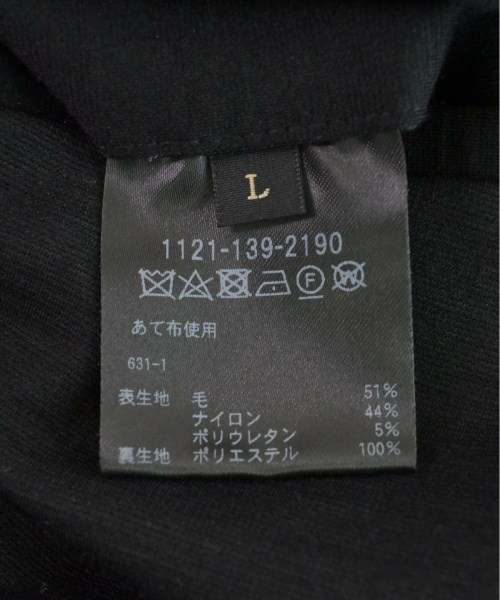 L
1121-139-2190
F W
あて布使用
631-1
表生地 毛 51%
ナイロン 44%
ポリウレタン 5%
裏生地 ポリエステル 100%